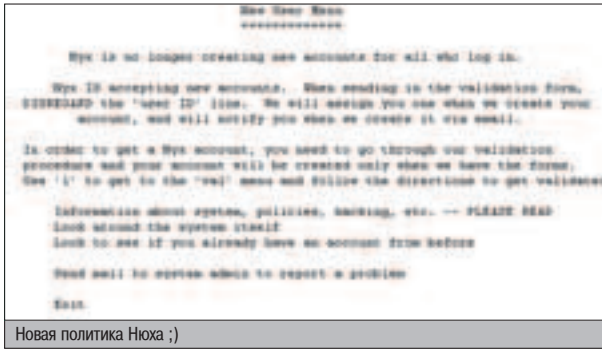 New User Menu
=============
Nyx is no longer creating new accounts for all who log in.
Nyx IS accepting new accounts. When sending in the validation form,
DISREGARD the 'user ID' line. We will assign you one when we create your
account, and will notify you when we create it via email.
In order to get a Nyx account, you need to go through our validation
procedure and your account will be created only when we have the forms.
Use 'i' to get to the "val" menu and follow the directions to get validated
Information about system, policies, hacking, etc. -- PLEASE READ
Look around the system itself
Look to see if you already have an account from before
Send mail to system admin to report a problem
Exit
Новая политика Нюха ;)